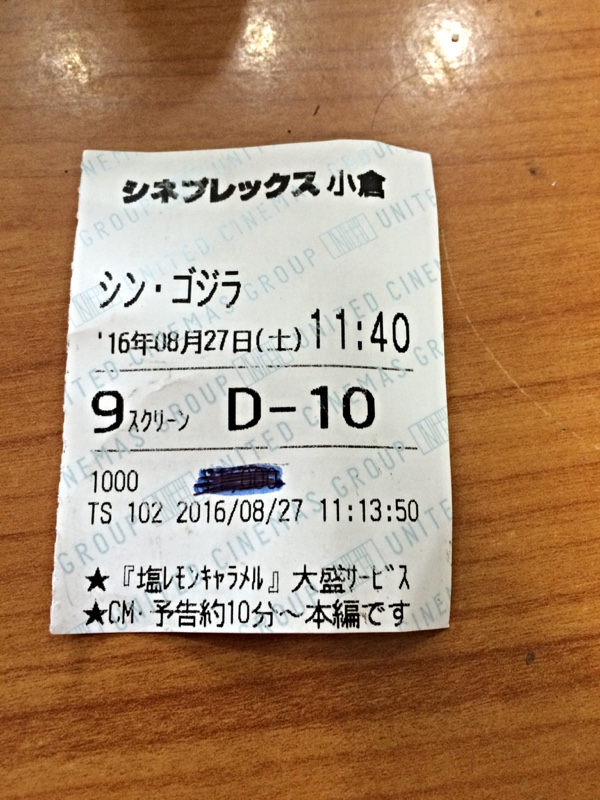 シネプレックス小倉
シン・ゴジラ
'16年08月27日(土) 11:40
9スクリーン D-10
1000
TS 102 2016/08/27 11:13:50
★『塩レモンキャラメル』大盛サービス
★CM・予告約10分～本編です
UNITED CINEMAS GROUP